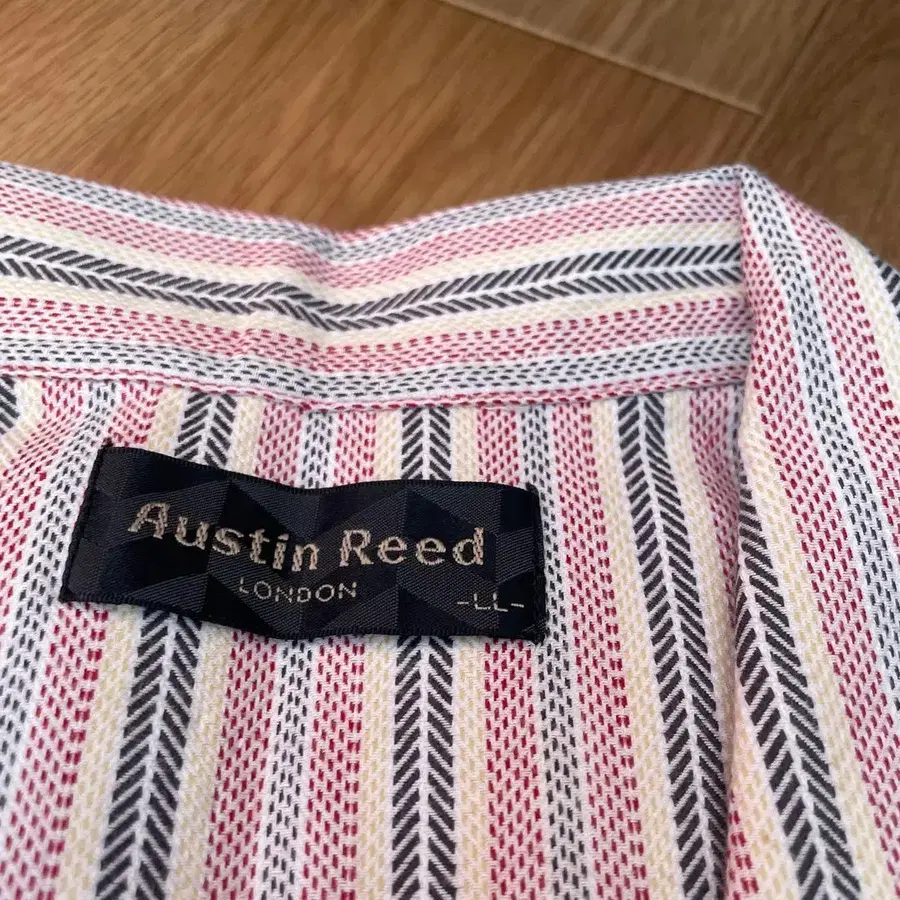 Austin Reed
LONDON
-LL-